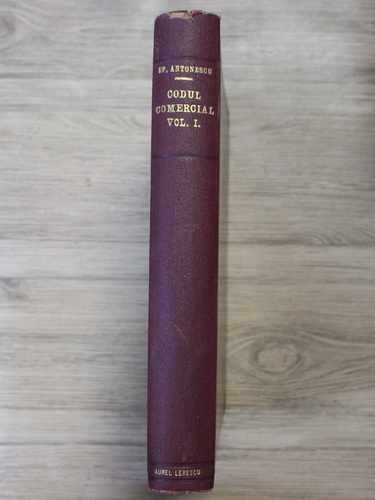 EF. ANTONESCU
CODUL
COMERCIAL
VOL. I.
AUREL LERESCU